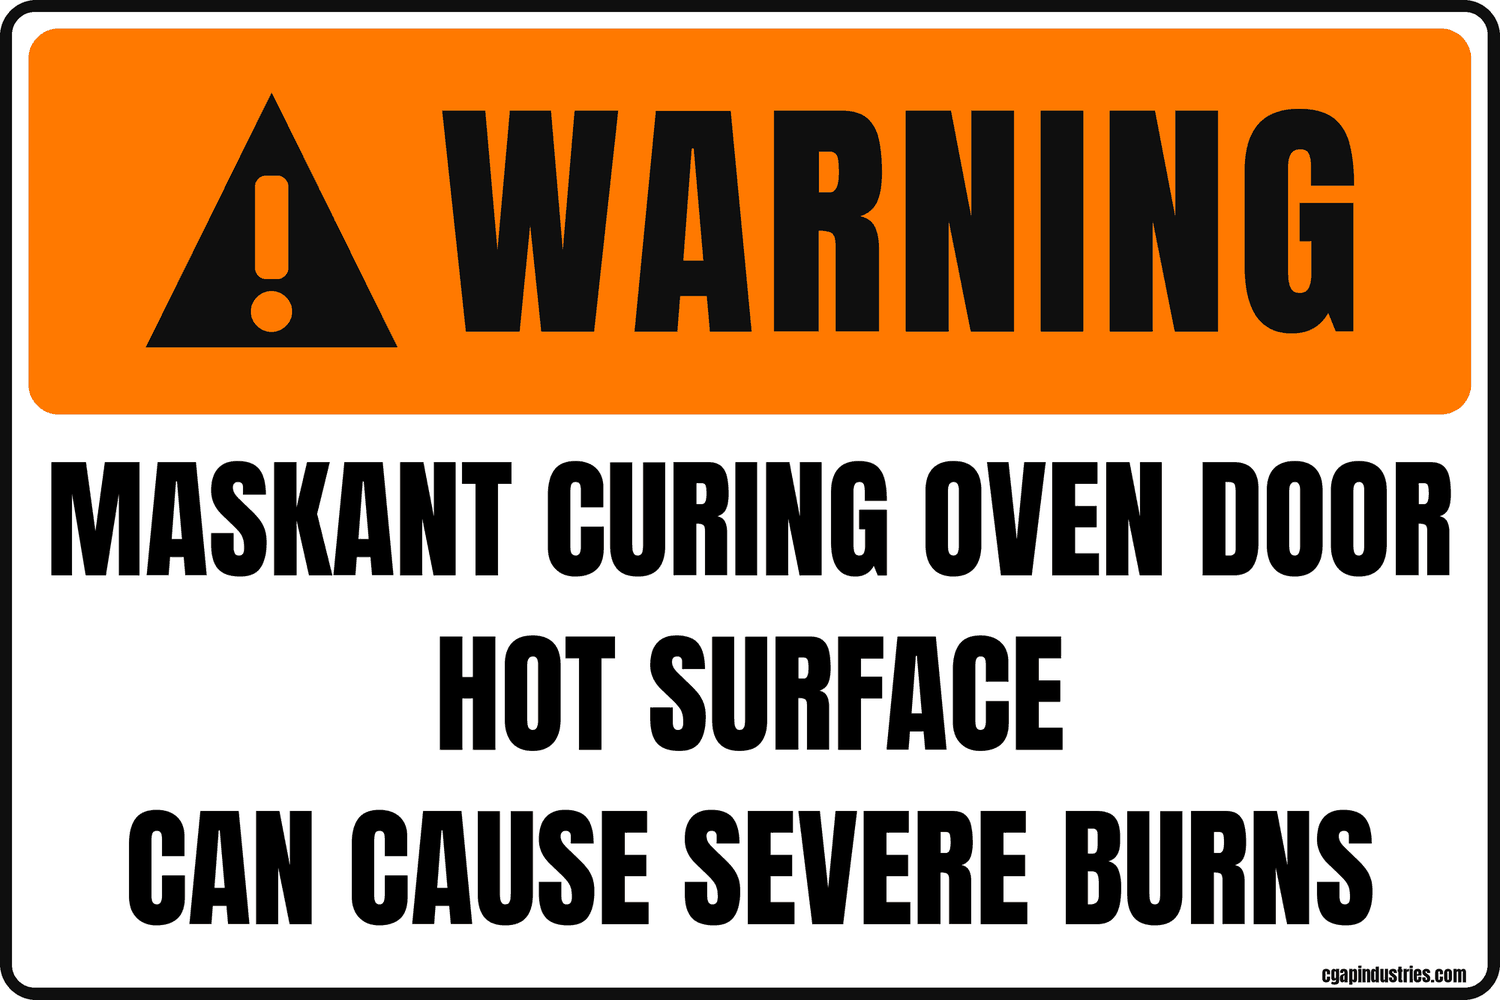 WARNING
MASKANT CURING OVEN DOOR
HOT SURFACE
CAN CAUSE SEVERE BURNS
cgapindustries.com